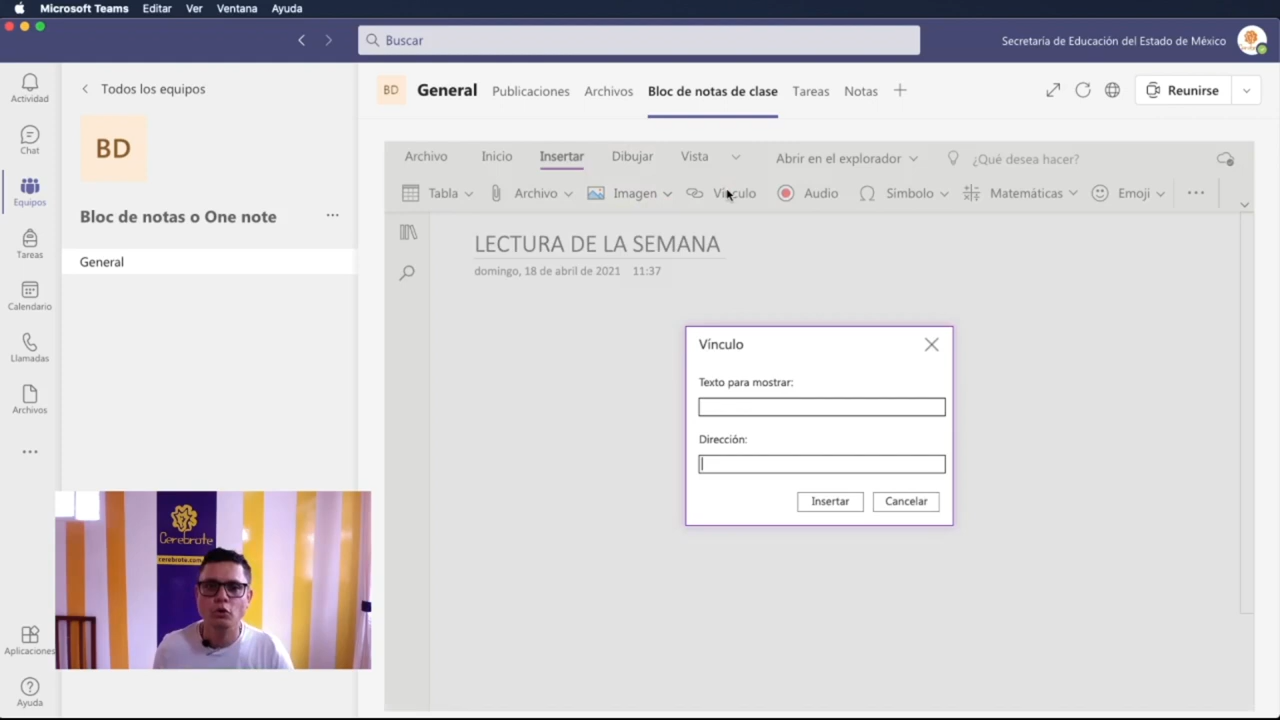 Microsoft Teams Editar Ver Ventana Ayuda
Buscar
Secretaría de Educación del Estado de México
Actividad
Chat
Equipos
Tareas
Calendario
Llamadas
Archivos
Aplicaciones
Ayuda
Todos los equipos
BD
Bloc de notas o One note
General
BD General Publicaciones Archivos Bloc de notas de clase Tareas Notas
Reunirse
Archivo Inicio Insertar Dibujar Vista Abrir en el explorador ¿Qué desea hacer?
Tabla Archivo Imagen Vínculo Audio Símbolo Matemáticas Emoji
LECTURA DE LA SEMANA
domingo, 18 de abril de 2021 11:37
Vínculo
Texto para mostrar:
Dirección:
Insertar Cancelar
Cerebrote
cerebrote.com